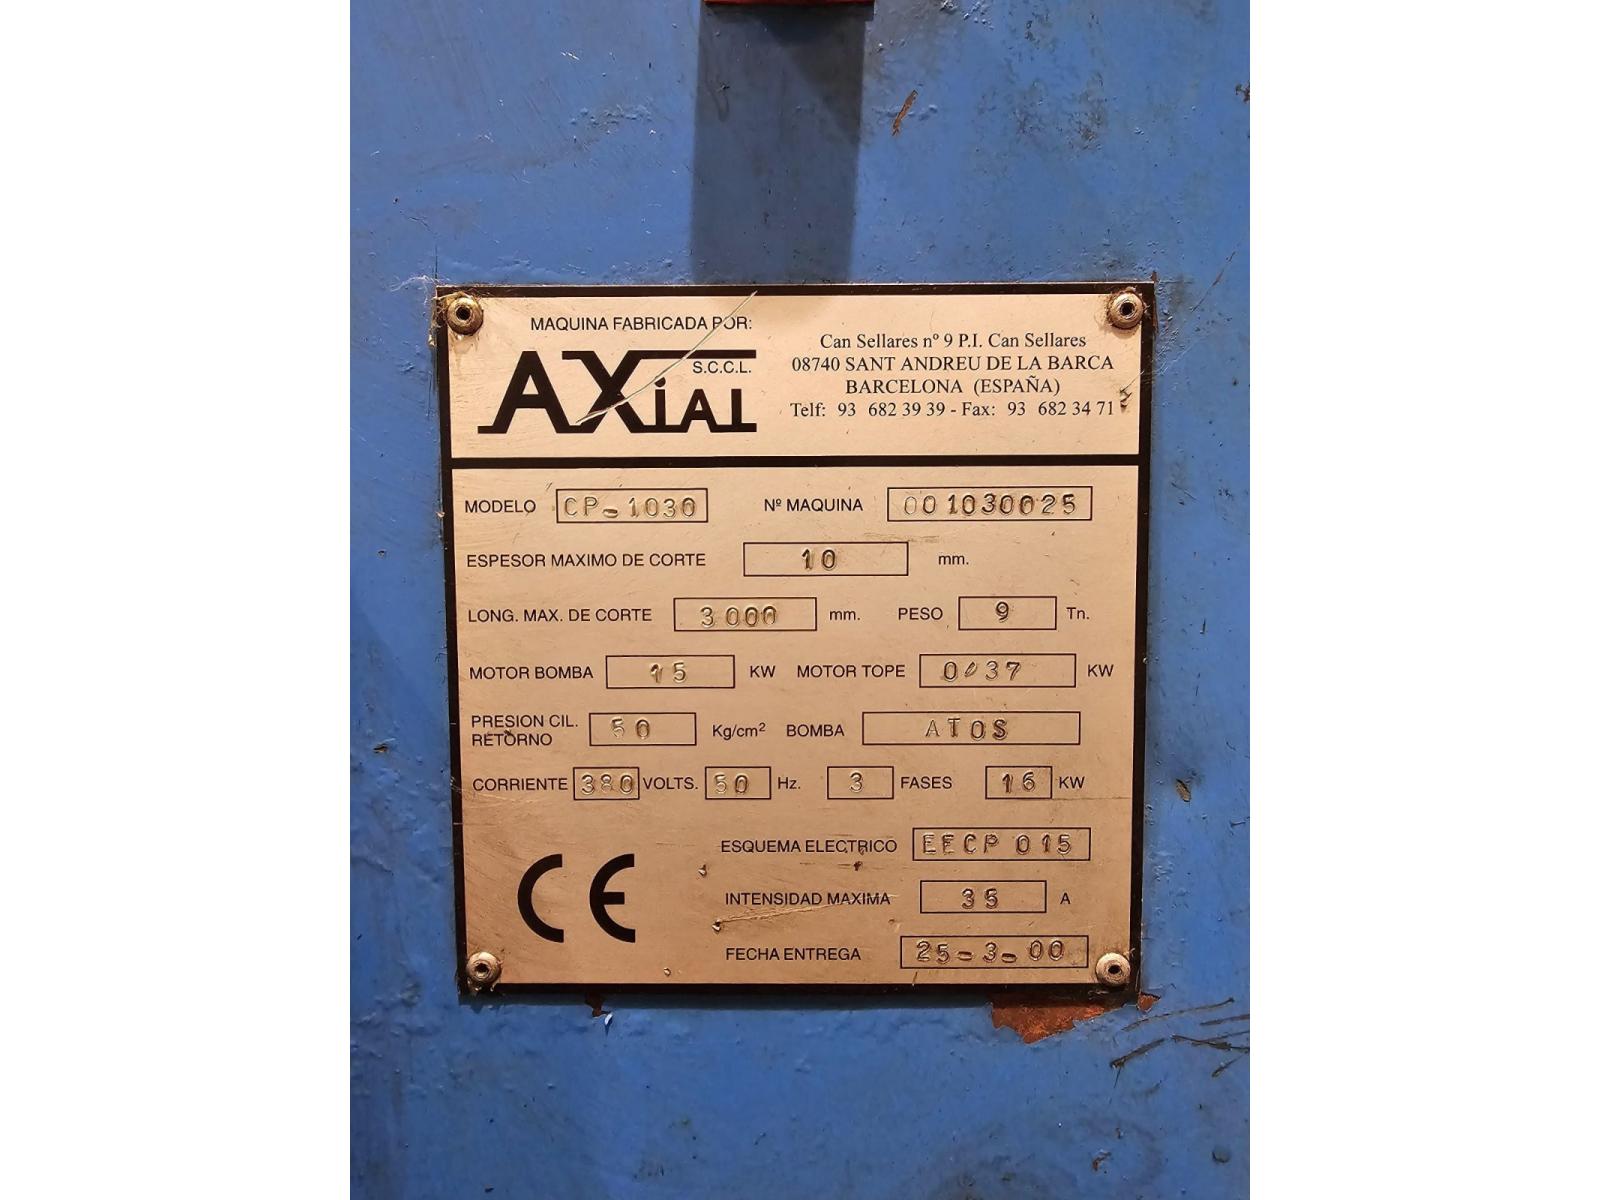 MAQUINA FABRICADA POR:
AXiAL S.C.C.L.
Can Sellares nº 9 P.I. Can Sellares
08740 SANT ANDREU DE LA BARCA
BARCELONA (ESPAÑA)
Telf: 93 682 39 39 - Fax: 93 682 34 71
MODELO CP-1030 Nº MAQUINA 001030025
ESPESOR MAXIMO DE CORTE 10 mm.
LONG. MAX. DE CORTE 3000 mm. PESO 9 Tn.
MOTOR BOMBA 15 KW MOTOR TOPE 0'37 KW
PRESION CIL. RETORNO 50 Kg/cm² BOMBA ATOS
CORRIENTE 380 VOLTS. 50 Hz. 3 FASES 16 KW
ESQUEMA ELECTRICO EECP 015
INTENSIDAD MAXIMA 35 A
CE
FECHA ENTREGA 25-3-00